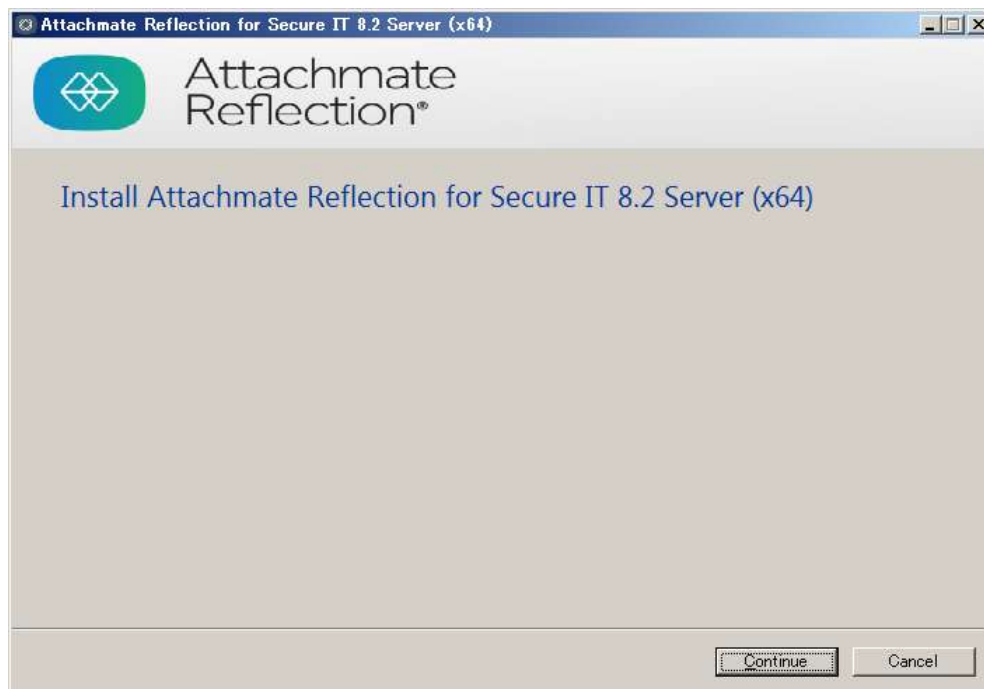 Attachmate Reflection for Secure IT 8.2 Server (x64)
Attachmate
Reflection®
Install Attachmate Reflection for Secure IT 8.2 Server (x64)
Continue
Cancel